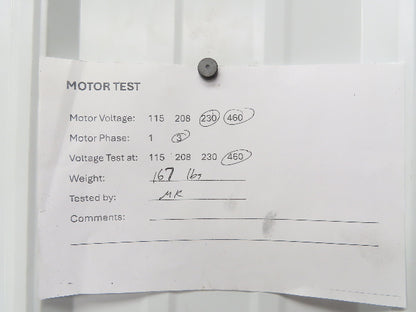 MOTOR TEST
Motor Voltage: 115 208 230 460
Motor Phase: 1 3
Voltage Test at: 115 208 230 460
Weight: 167 lbs
Tested by: MR
Comments: